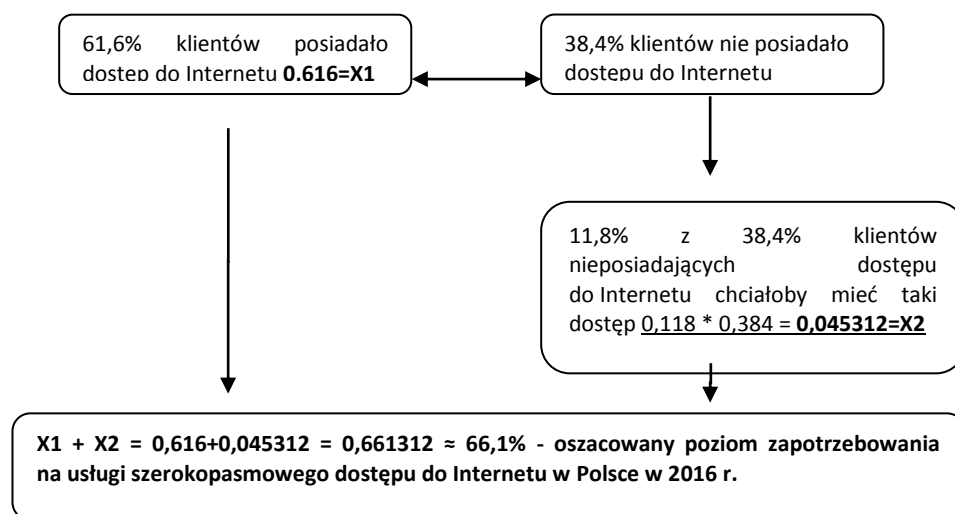 61,6% klientów posiadało
dostęp do Internetu 0.616=X1
38,4% klientów nie posiadało
dostępu do Internetu
11,8% z 38,4% klientów
nieposiadających dostępu
do Internetu chciałoby mieć taki
dostęp 0,118 * 0,384 = 0,045312=X2
X1 + X2 = 0,616+0,045312 = 0,661312 ≈ 66,1% - oszacowany poziom zapotrzebowania
na usługi szerokopasmowego dostępu do Internetu w Polsce w 2016 r.